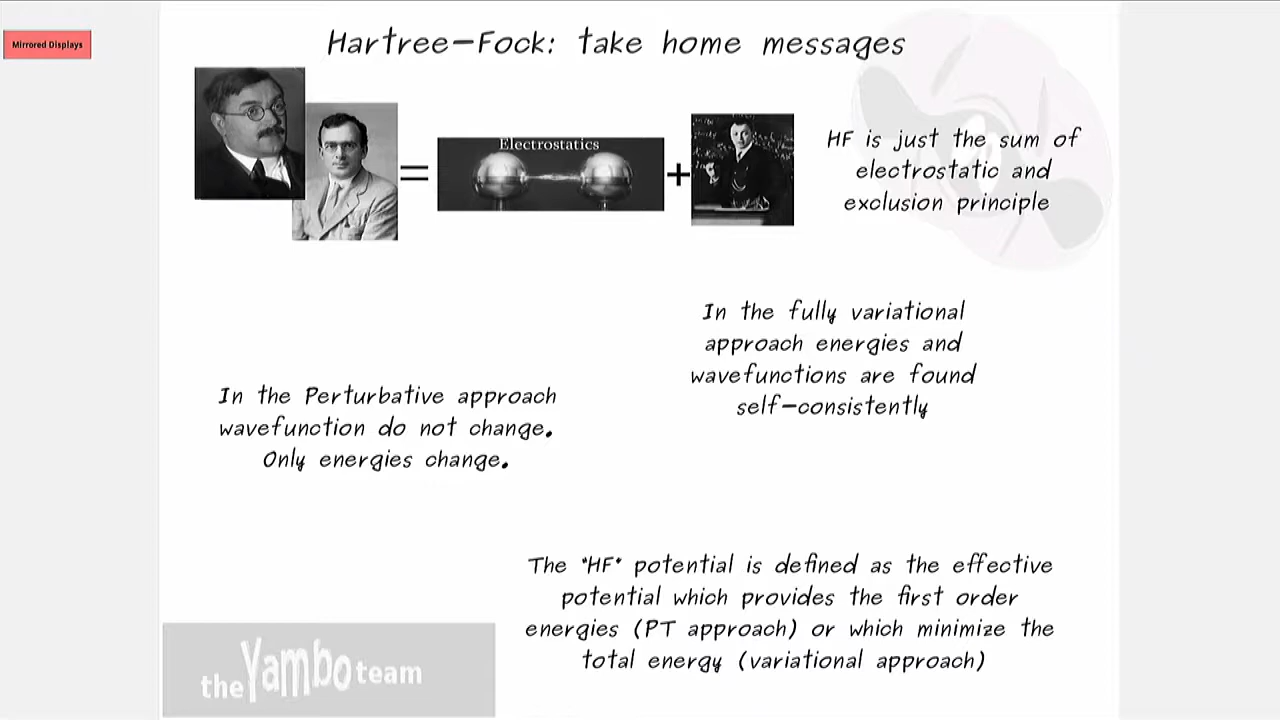 Mirrored Displays
Hartree-Fock: take home messages
Electrostatics
=
+
HF is just the sum of
electrostatic and
exclusion principle
In the fully variational
approach energies and
wavefunctions are found
self-consistently
In the Perturbative approach
wavefunction do not change.
Only energies change.
The "HF" potential is defined as the effective
potential which provides the first order
energies (PT approach) or which minimize the
total energy (variational approach)
the Yambo team